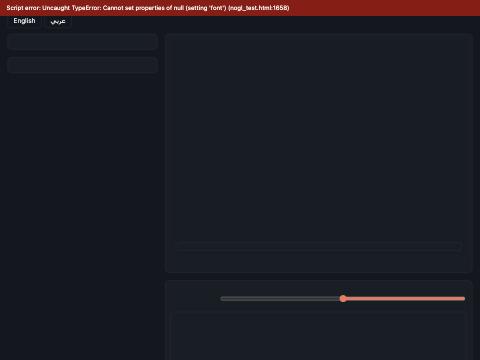 Script error: Uncaught TypeError: Cannot set properties of null (setting 'font') (nogl_test.html:1658)
English عربي